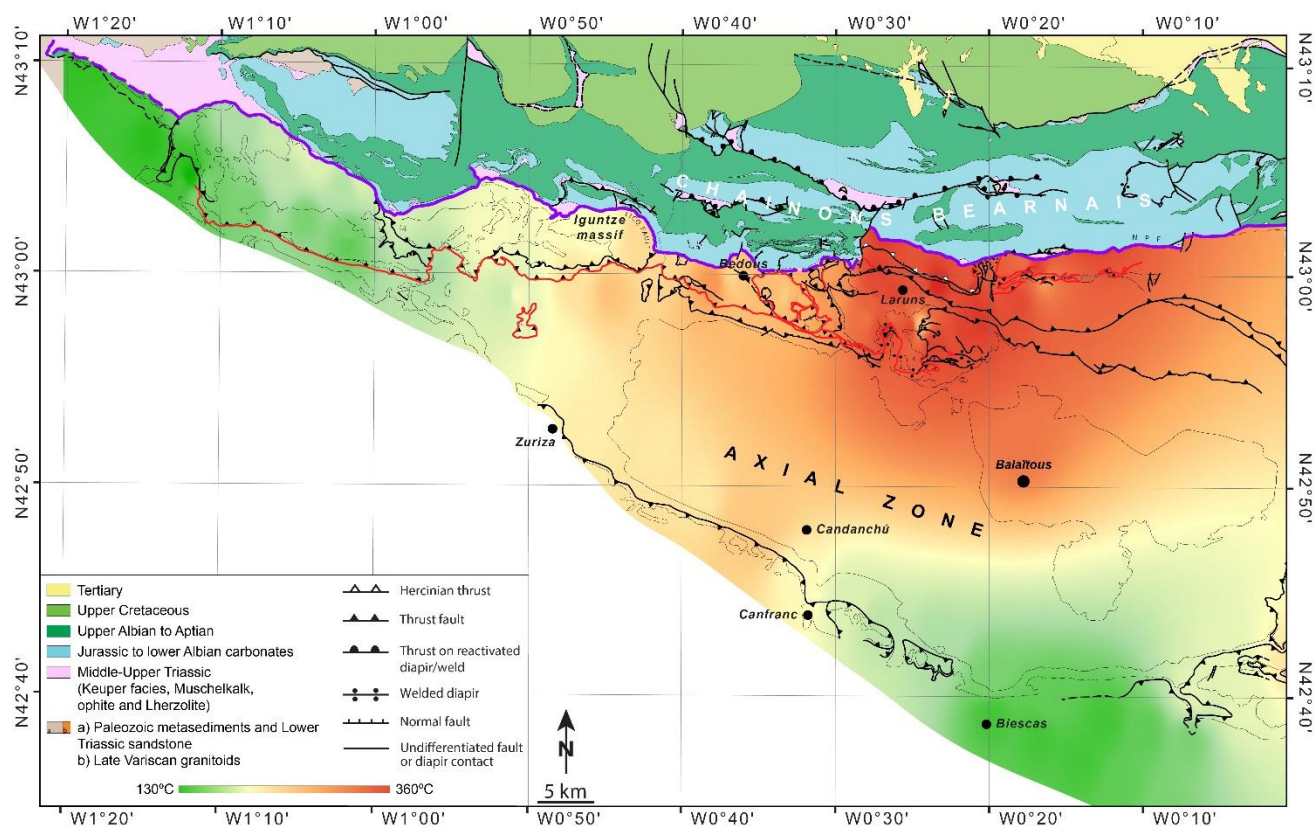 W1°20' W1°10' W1°00' W0°50' W0°40' W0°30' W0°20' W0°10'
N43°10' N43°10'
CHAINONS BEARNAIS
Iguntze
massif
N P F
N43°00' N43°00'
Bedous
Laruns
Zuriza
AXIAL ZONE
Balaïtous
N42°50' N42°50'
Candanchú
Canfranc
Biescas
N42°40' N42°40'
Tertiary
Upper Cretaceous
Upper Albian to Aptian
Jurassic to lower Albian carbonates
Middle-Upper Triassic
(Keuper facies, Muschelkalk,
ophite and Lherzolite)
a) Paleozoic metasediments and Lower
Triassic sandstone
b) Late Variscan granitoids
130ºC 360ºC
Hercinian thrust
Thrust fault
Thrust on reactivated
diapir/weld
Welded diapir
Normal fault
Undifferentiated fault
or diapir contact
N
5 km
W1°20' W1°10' W1°00' W0°50' W0°40' W0°30' W0°20' W0°10'